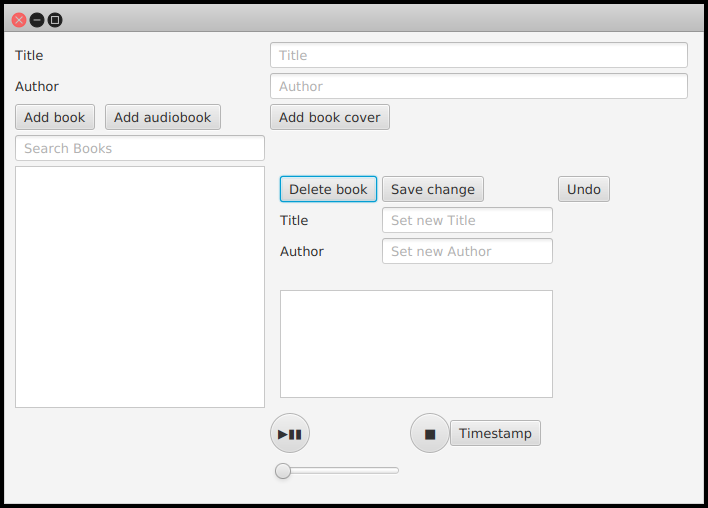 Title Title
Author Author
Add book Add audiobook Add book cover
Search Books
Delete book Save change Undo
Title Set new Title
Author Set new Author
Timestamp